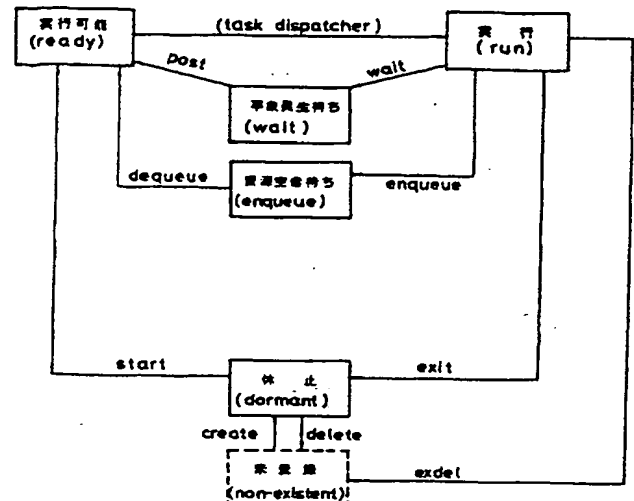 実行可能
(ready)
(task dispatcher)
実行
(run)
post
wait
事象発生待ち
(wait)
dequeue
資源空き待ち
(enqueue)
enqueue
start
休止
(dormant)
exit
create
delete
未登録
(non-existent)
exdel